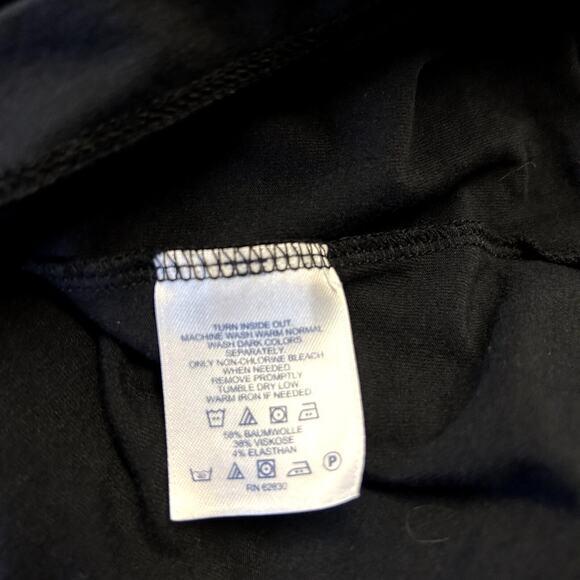 TURN INSIDE OUT
MACHINE WASH WARM NORMAL
WASH DARK COLORS
SEPARATELY
ONLY NON-CHLORINE BLEACH
WHEN NEEDED
REMOVE PROMPTLY
TUMBLE DRY LOW
WARM IRON IF NEEDED
58% BAUMWOLLE
38% VISKOSE
4% ELASTHAN
P
RN 62830